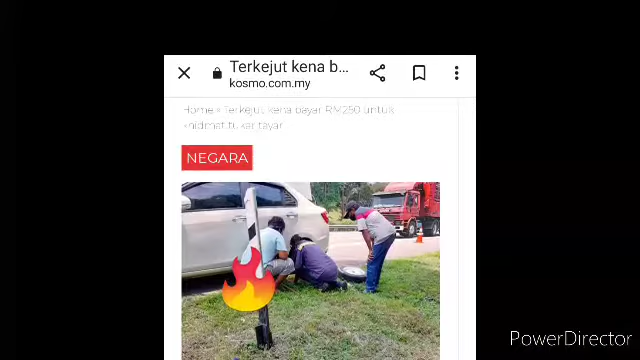 Terkejut kena b...
kosmo.com.my
Home » Terkejut kena bayar RM250 untuk
khidmat tukar tayar
NEGARA
PowerDirector